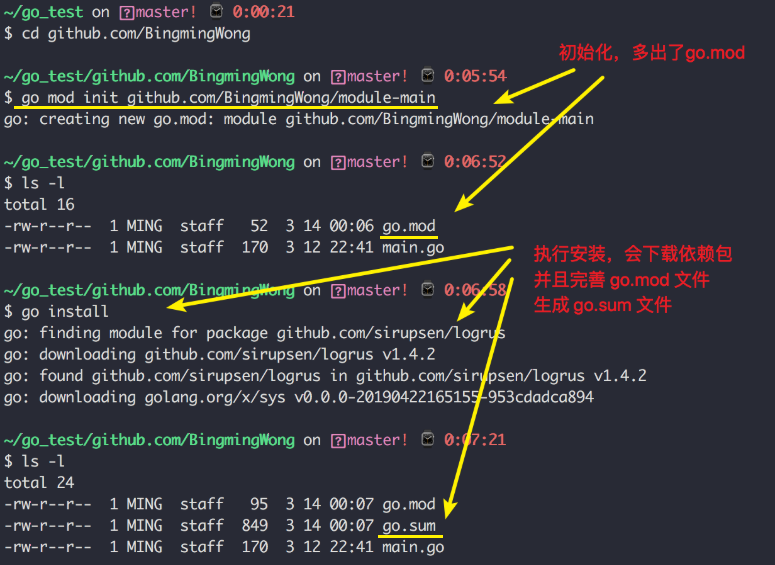 ~/go_test on master! 0:00:21
$ cd github.com/BingmingWong
初始化，多出了go.mod
~/go_test/github.com/BingmingWong on master! 0:05:54
$ go mod init github.com/BingmingWong/module-main
go: creating new go.mod: module github.com/BingmingWong/module-main
~/go_test/github.com/BingmingWong on master! 0:06:52
$ ls -l
total 16
-rw-r--r-- 1 MING staff 52 3 14 00:06 go.mod
-rw-r--r-- 1 MING staff 170 3 12 22:41 main.go
执行安装，会下载依赖包
并且完善 go.mod 文件
生成 go.sum 文件
~/go_test/github.com/BingmingWong on master! 0:06:58
$ go install
go: finding module for package github.com/sirupsen/logrus
go: downloading github.com/sirupsen/logrus v1.4.2
go: found github.com/sirupsen/logrus in github.com/sirupsen/logrus v1.4.2
go: downloading golang.org/x/sys v0.0.0-20190422165155-953cdadca894
~/go_test/github.com/BingmingWong on master! 0:07:21
$ ls -l
total 24
-rw-r--r-- 1 MING staff 95 3 14 00:07 go.mod
-rw-r--r-- 1 MING staff 849 3 14 00:07 go.sum
-rw-r--r-- 1 MING staff 170 3 12 22:41 main.go